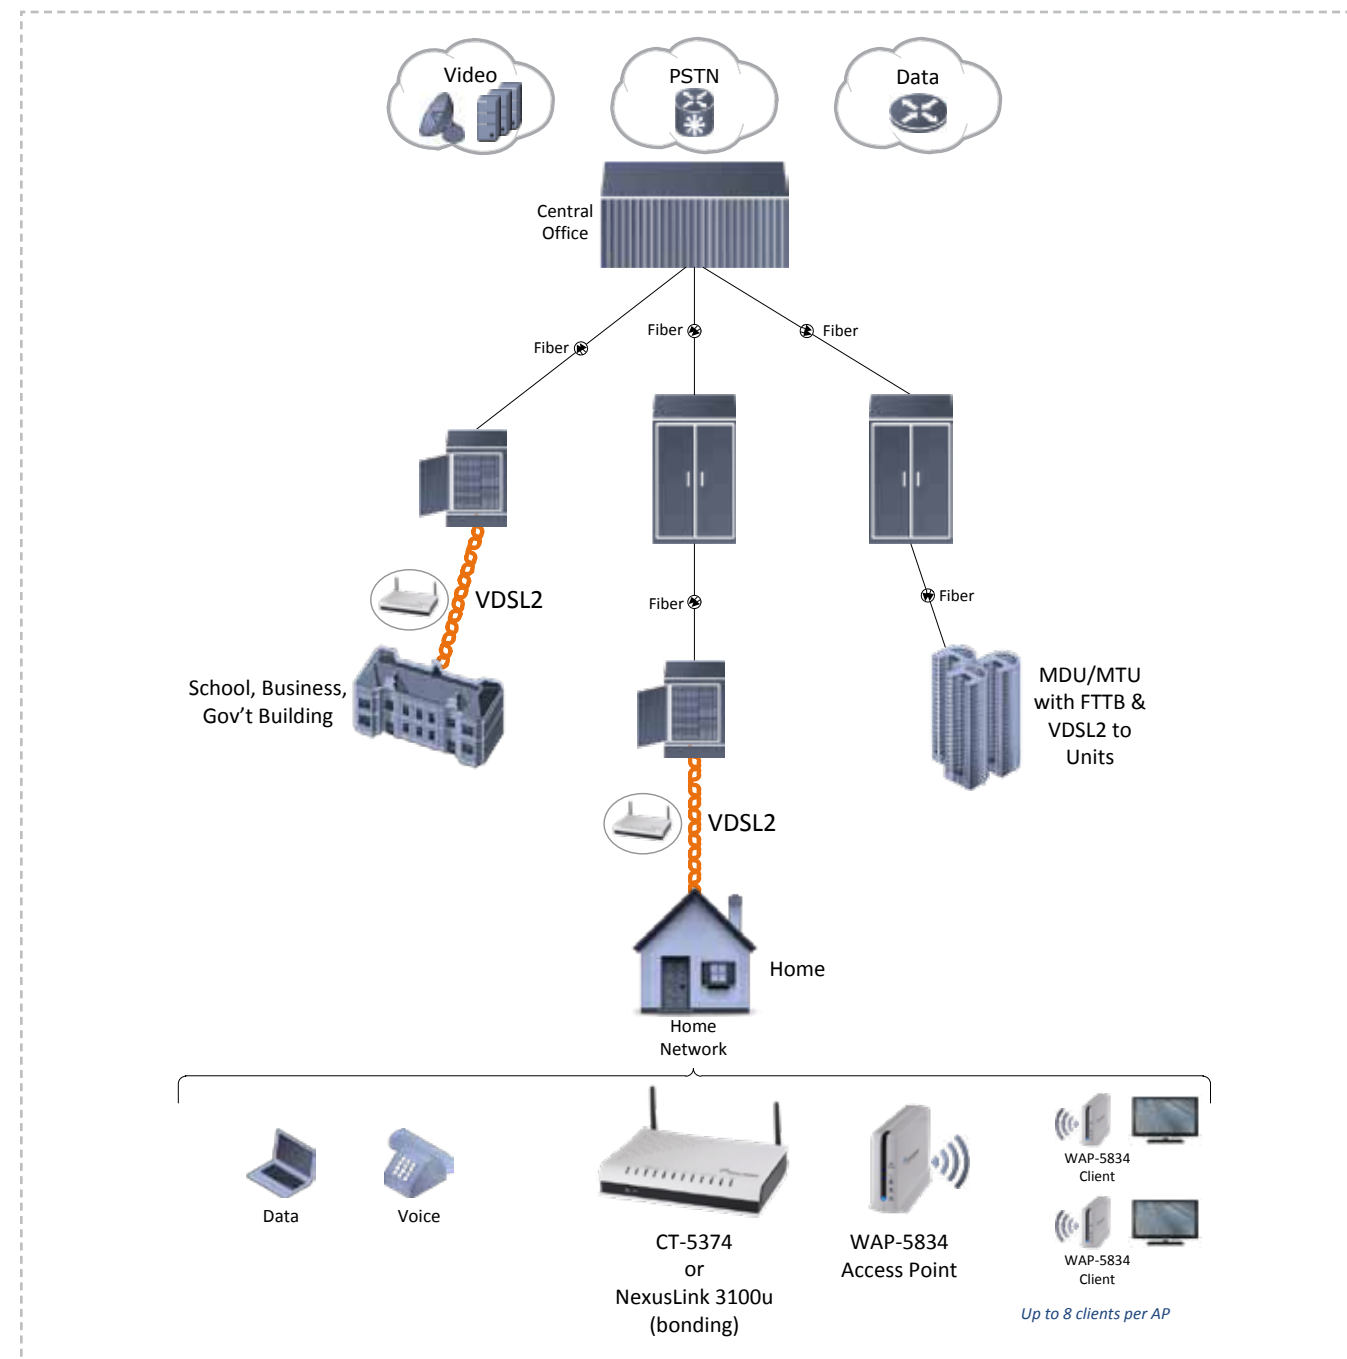 Video
PSTN
Data
Central
Office
Fiber
Fiber
Fiber
VDSL2
Fiber
Fiber
School, Business,
Gov't Building
MDU/MTU
with FTTB &
VDSL2 to
Units
VDSL2
Home
Home
Network
Data
Voice
CT-5374
or
NexusLink 3100u
(bonding)
WAP-5834
Access Point
WAP-5834
Client
WAP-5834
Client
Up to 8 clients per AP